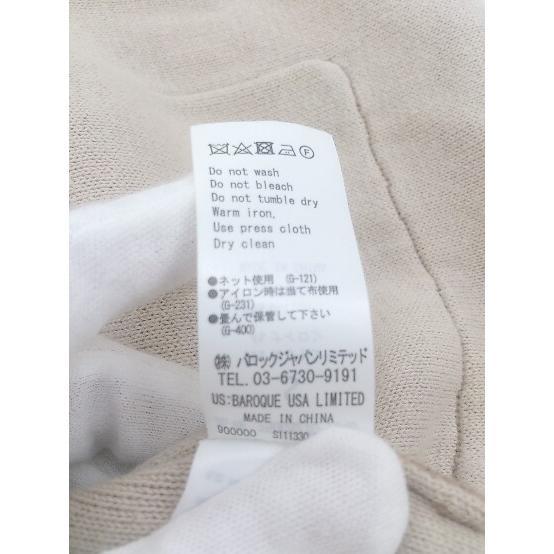 Do not wash
Do not bleach
Do not tumble dry
Warm iron.
Use press cloth
Dry clean
●ネット使用 (G-121)
●アイロン時は当て布使用
(G-231)
●畳んで保管して下さい
(G-400)
㈱ バロックジャパンリミテッド
TEL. 03-6730-9191
US:BAROQUE USA LIMITED
MADE IN CHINA
900000